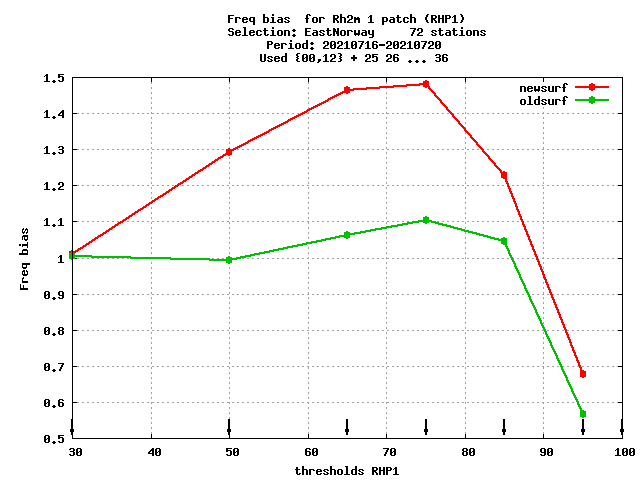 Freq bias  for Rh2m 1 patch (RHP1)
Selection: EastNorway     72 stations
Period: 20210716-20210720
Used {00,12} + 25 26 ... 36
newsurf
oldsurf
1.5
1.4
1.3
1.2
1.1
1
0.9
0.8
0.7
0.6
0.5
Freq bias
30 40 50 60 70 80 90 100
thresholds RHP1